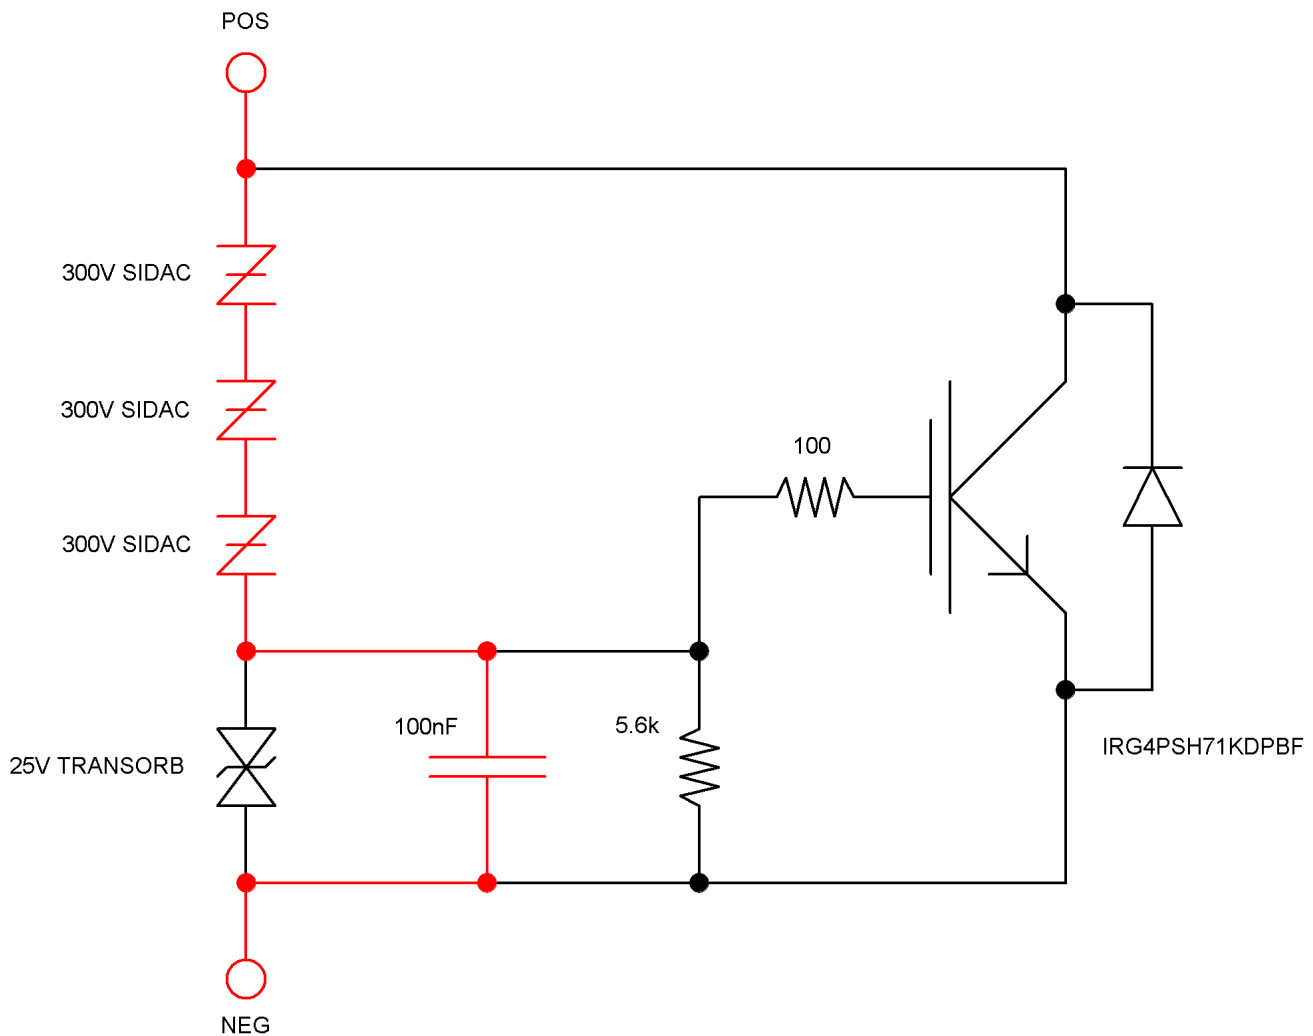 POS
300V SIDAC
300V SIDAC
100
300V SIDAC
100nF
5.6k
25V TRANSORB
IRG4PSH71KDPBF
NEG